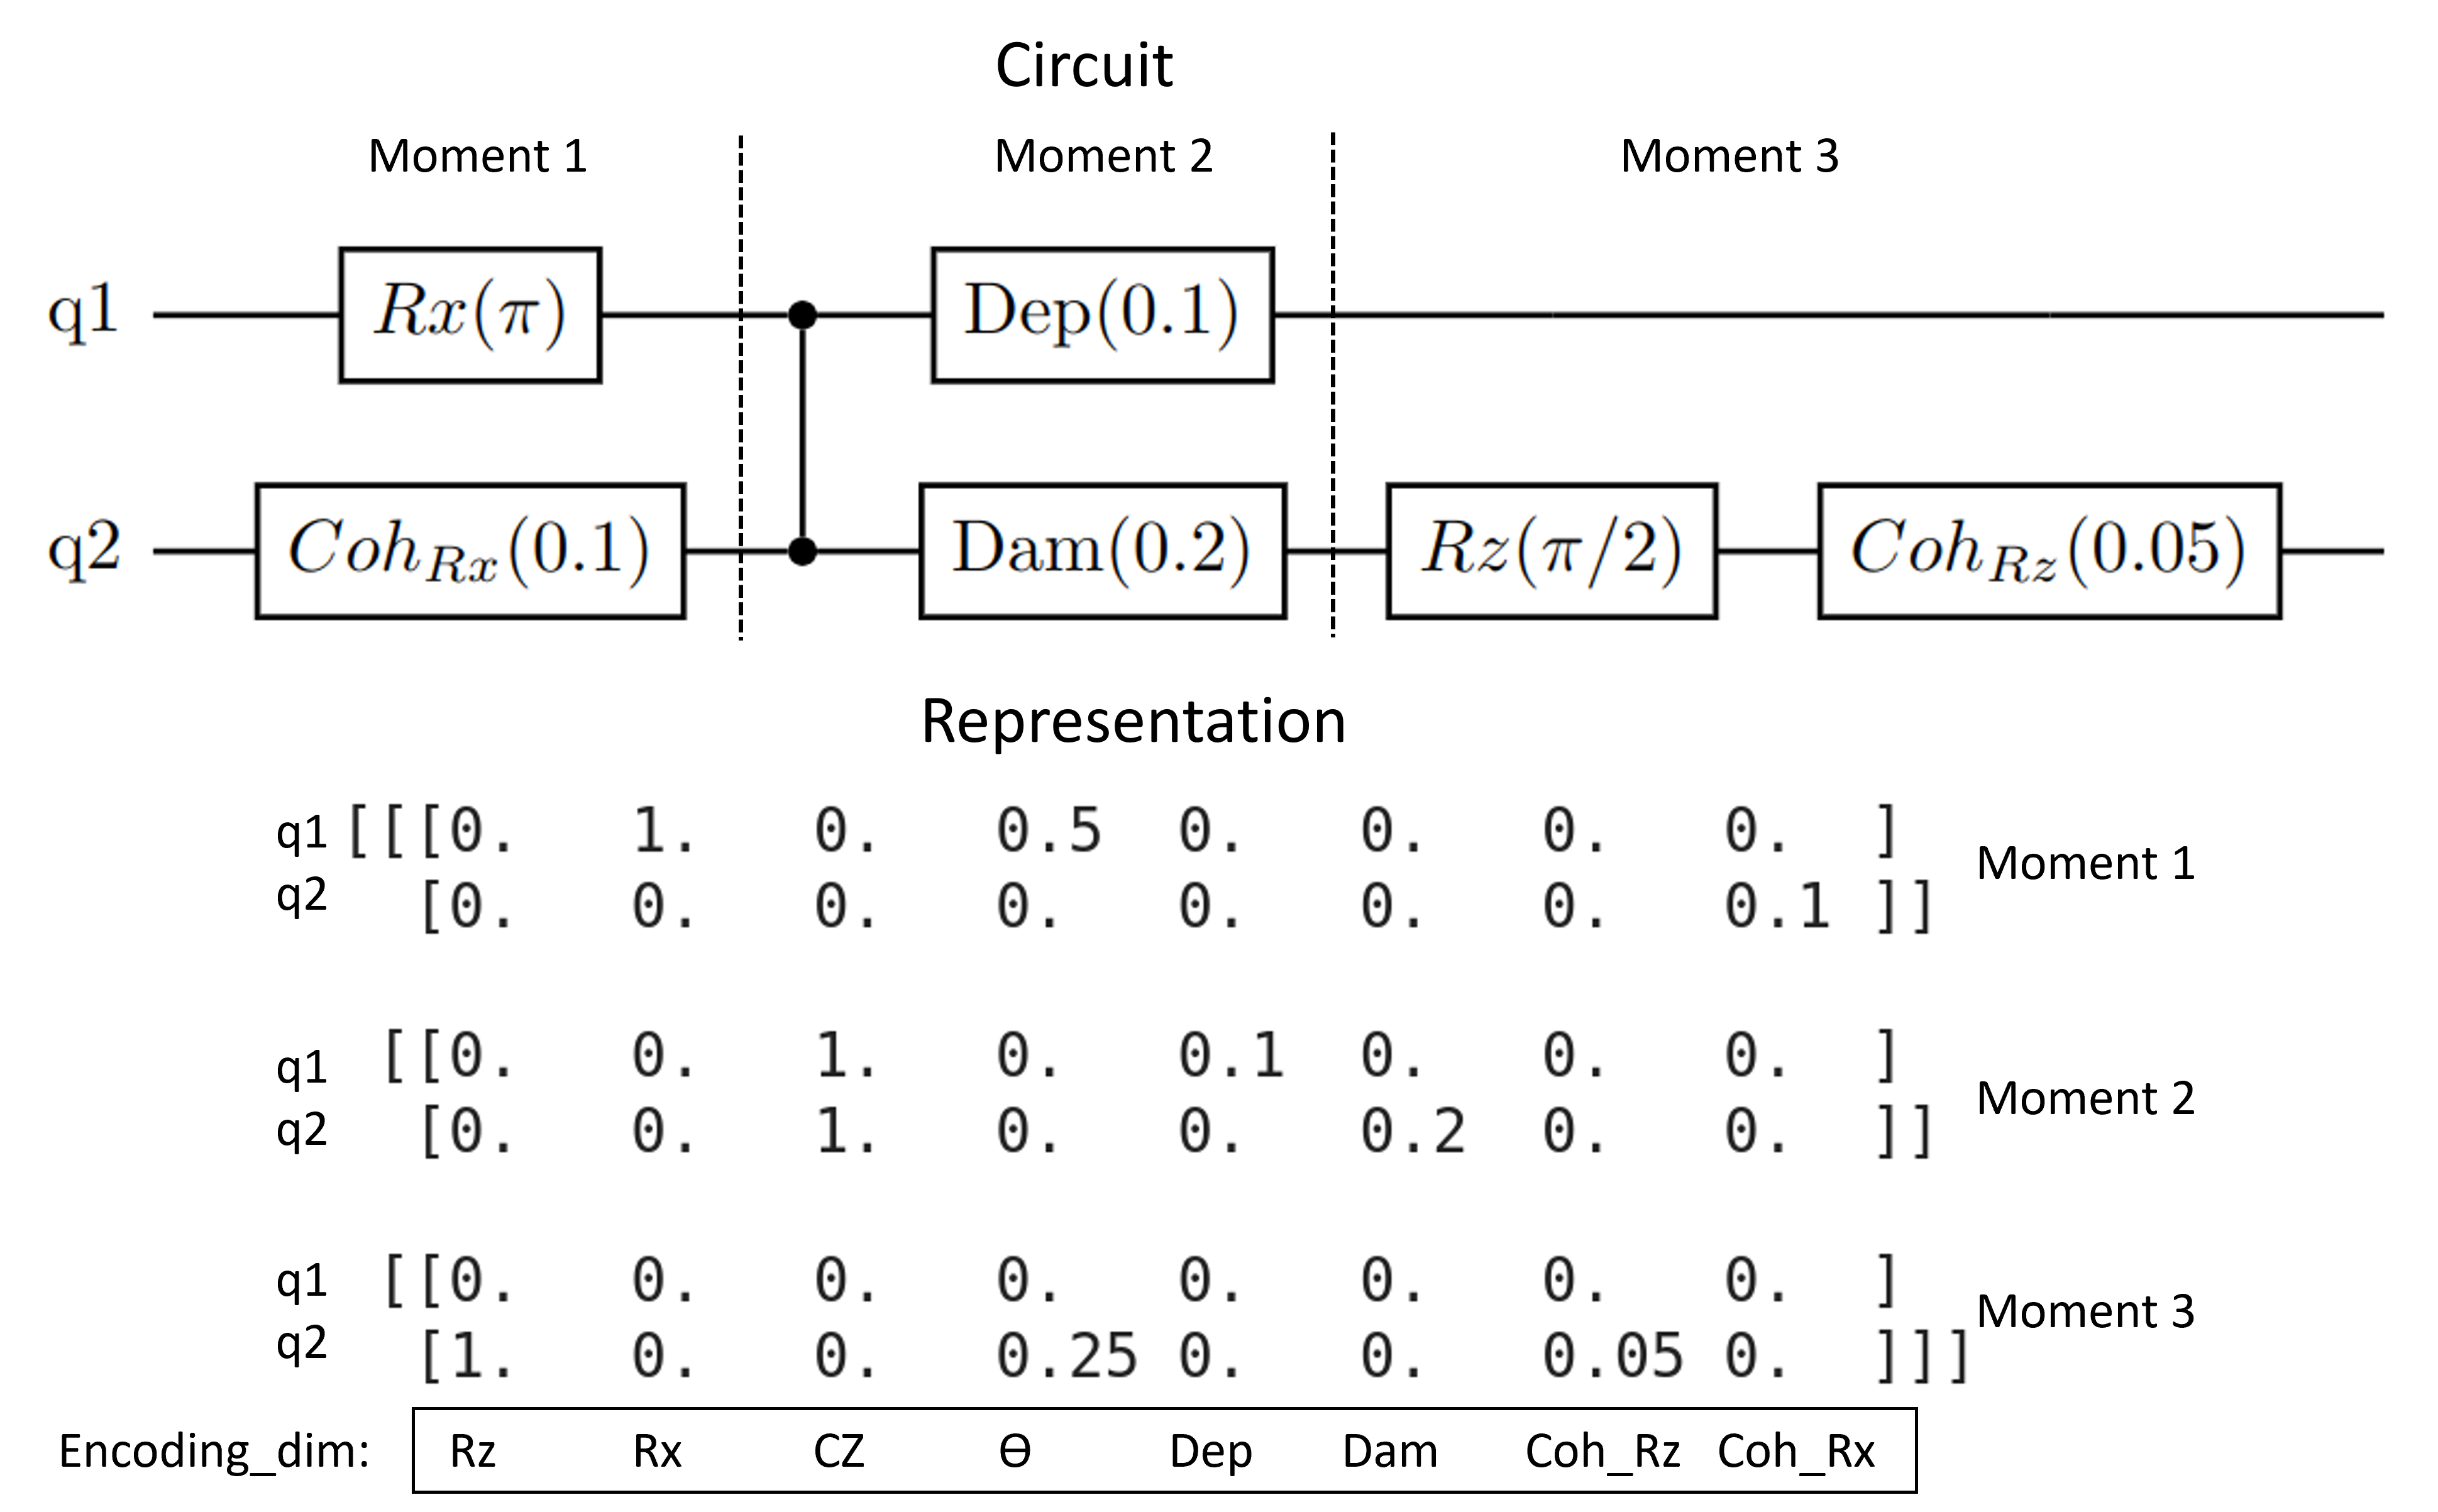 Circuit
Moment 1 Moment 2 Moment 3
q1 Rx(π) Dep(0.1)
q2 Coh_{Rx}(0.1) Dam(0.2) Rz(π/2) Coh_{Rz}(0.05)
Representation
q1 [[[0. 1. 0. 0.5 0. 0. 0. 0. ]
Moment 1
q2 [0. 0. 0. 0. 0. 0. 0. 0.1 ]]
q1 [[0. 0. 1. 0. 0.1 0. 0. 0. ]
Moment 2
q2 [0. 0. 1. 0. 0. 0.2 0. 0. ]]
q1 [[0. 0. 0. 0. 0. 0. 0. 0. ]
Moment 3
q2 [1. 0. 0. 0.25 0. 0. 0.05 0. ]]]
Encoding_dim: Rz Rx CZ Θ Dep Dam Coh_Rz Coh_Rx